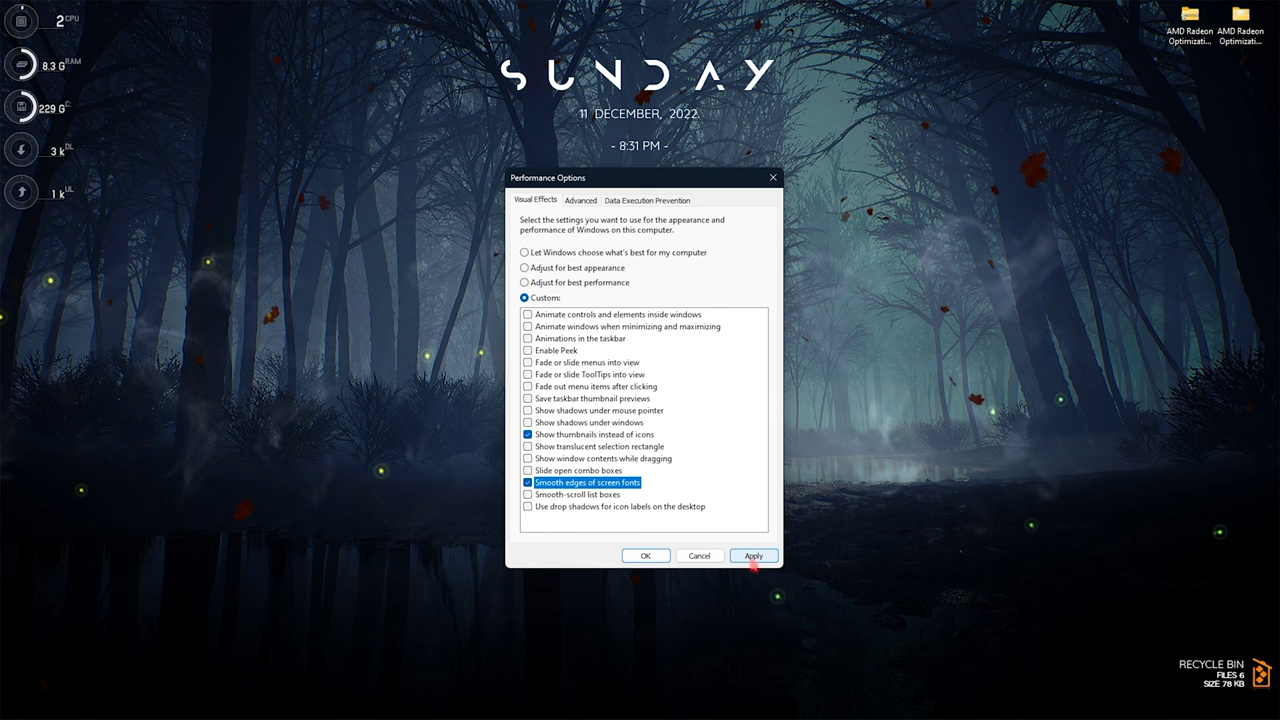 2 CPU
8.3 G RAM
229 G C:
3 k DL
1 k UL
AMD Radeon
Optimizati...
AMD Radeon
Optimizati...
SUNDAY
11 DECEMBER, 2022
- 8:31 PM -
Performance Options
Visual Effects
Advanced
Data Execution Prevention
Select the settings you want to use for the appearance and
performance of Windows on this computer.
Let Windows choose what's best for my computer
Adjust for best appearance
Adjust for best performance
Custom:
Animate controls and elements inside windows
Animate windows when minimizing and maximizing
Animations in the taskbar
Enable Peek
Fade or slide menus into view
Fade or slide ToolTips into view
Fade out menu items after clicking
Save taskbar thumbnail previews
Show shadows under mouse pointer
Show shadows under windows
Show thumbnails instead of icons
Show translucent selection rectangle
Show window contents while dragging
Slide open combo boxes
Smooth edges of screen fonts
Smooth-scroll list boxes
Use drop shadows for icon labels on the desktop
OK
Cancel
Apply
RECYCLE BIN
FILES 6
SIZE 78 KB